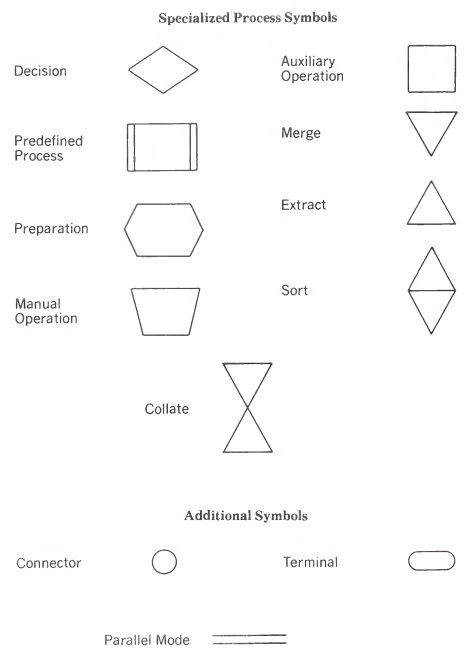 Specialized Process Symbols
Decision
Auxiliary
Operation
Predefined
Process
Merge
Preparation
Extract
Manual
Operation
Sort
Collate
Additional Symbols
Connector
Terminal
Parallel Mode